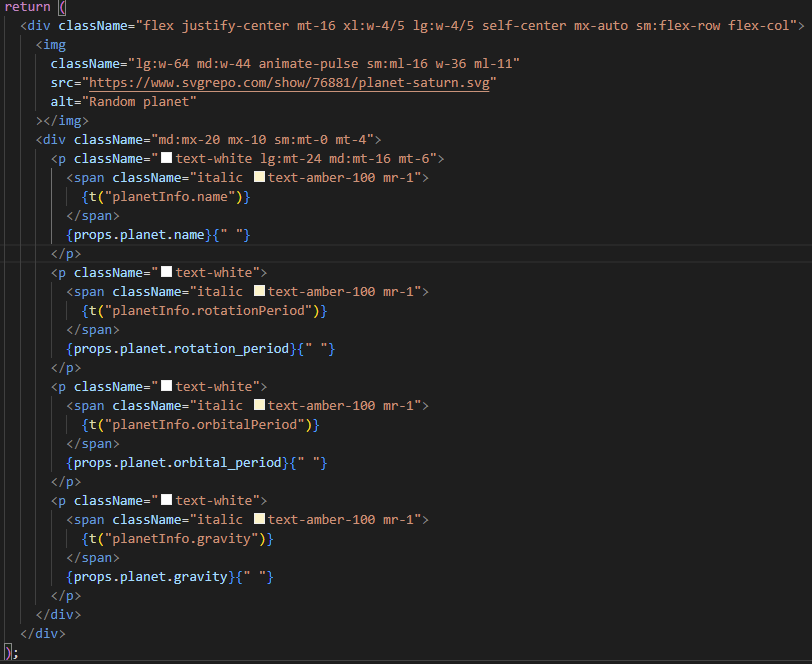 return (
<div className="flex justify-center mt-16 xl:w-4/5 lg:w-4/5 self-center mx-auto sm:flex-row flex-col">
<img
className="lg:w-64 md:w-44 animate-pulse sm:ml-16 w-36 ml-11"
src="https://www.svgrepo.com/show/76881/planet-saturn.svg"
alt="Random planet"
></img>
<div className="md:mx-20 mx-10 sm:mt-0 mt-4">
<p className="text-white lg:mt-24 md:mt-16 mt-6">
<span className="italic text-amber-100 mr-1">
{t("planetInfo.name")}
</span>
{props.planet.name}{" "}
</p>
<p className="text-white">
<span className="italic text-amber-100 mr-1">
{t("planetInfo.rotationPeriod")}
</span>
{props.planet.rotation_period}{" "}
</p>
<p className="text-white">
<span className="italic text-amber-100 mr-1">
{t("planetInfo.orbitalPeriod")}
</span>
{props.planet.orbital_period}{" "}
</p>
<p className="text-white">
<span className="italic text-amber-100 mr-1">
{t("planetInfo.gravity")}
</span>
{props.planet.gravity}{" "}
</p>
</div>
</div>
);